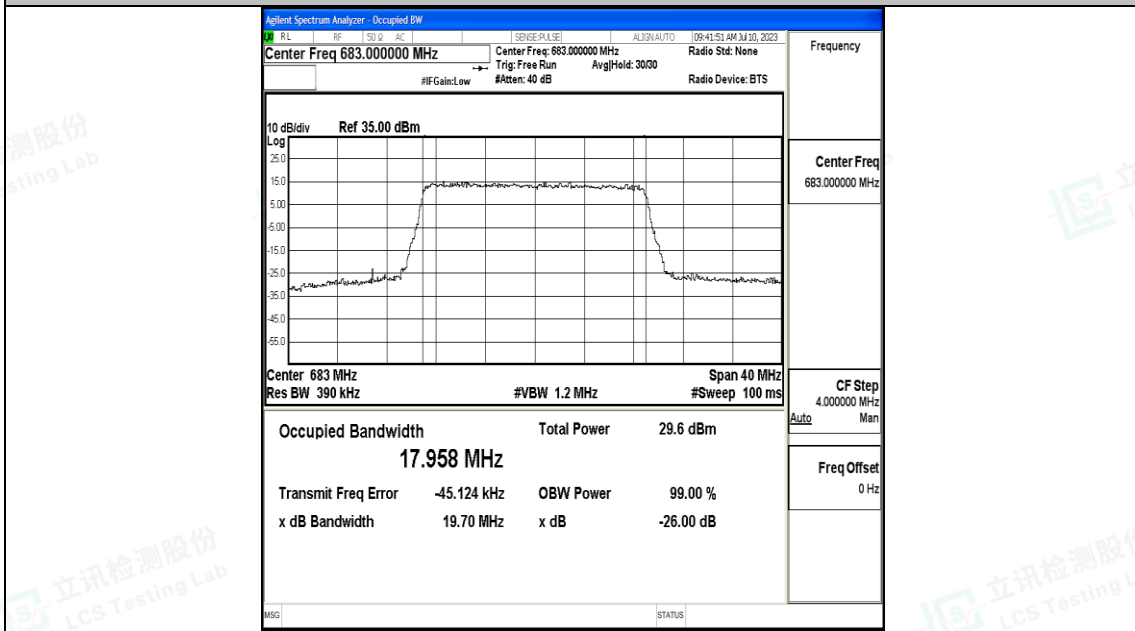 Agilent Spectrum Analyzer - Occupied BW
RL RF 50 Ω AC SENSE:PULSE ALIGN AUTO 09:41:51 AM Jul 10, 2023
Center Freq 683.000000 MHz
Center Freq: 683.000000 MHz
Radio Std: None
Trig: Free Run Avg|Hold: 30/30
#IFGain:Low #Atten: 40 dB Radio Device: BTS
Frequency
10 dB/div Ref 35.00 dBm
Log
25.0
15.0
5.00
-5.00
-15.0
-25.0
-35.0
-45.0
-55.0
Center 683 MHz Span 40 MHz
Res BW 390 kHz #VBW 1.2 MHz #Sweep 100 ms
Occupied Bandwidth Total Power 29.6 dBm
17.958 MHz
Transmit Freq Error -45.124 kHz OBW Power 99.00 %
x dB Bandwidth 19.70 MHz x dB -26.00 dB
Center Freq
683.000000 MHz
CF Step
4.000000 MHz
Auto Man
Freq Offset
0 Hz
MSG STATUS
检测股份
sting Lab
立讯检测股份
LCS Testing Lab
立讯检测股份
LCS Testing L